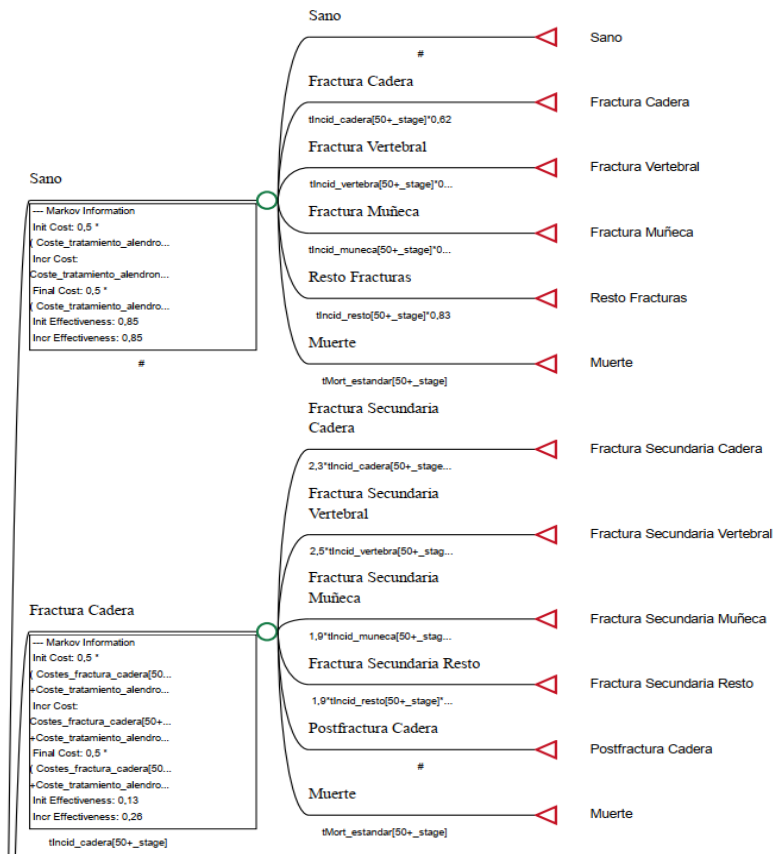 Sano
Sano
#
Fractura Cadera
Fractura Cadera
tIncid_cadera[50+_stage]*0,62
Fractura Vertebral
Fractura Vertebral
tIncid_vertebra[50+_stage]*0...
Sano
Fractura Muñeca
Fractura Muñeca
tIncid_muneca[50+_stage]*0...
Resto Fracturas
Resto Fracturas
tIncid_resto[50+_stage]*0,83
Muerte
Muerte
tMort_estandar[50+_stage]
--- Markov Information
Init Cost: 0,5 *
( Coste_tratamiento_alendro...
Incr Cost:
Coste_tratamiento_alendron...
Final Cost: 0,5 *
( Coste_tratamiento_alendro...
Init Effectiveness: 0,85
Incr Effectiveness: 0,85
#
Fractura Secundaria
Cadera
Fractura Secundaria Cadera
2,3*tIncid_cadera[50+_stage...
Fractura Secundaria
Vertebral
Fractura Secundaria Vertebral
2,5*tIncid_vertebra[50+_stag...
Fractura Secundaria
Muñeca
Fractura Secundaria Muñeca
1,9*tIncid_muneca[50+_stag...
Fractura Secundaria Resto
Fractura Secundaria Resto
1,9*tIncid_resto[50+_stage]*...
Postfractura Cadera
Postfractura Cadera
#
Muerte
Muerte
tMort_estandar[50+_stage]
Fractura Cadera
--- Markov Information
Init Cost: 0,5 *
( Costes_fractura_cadera[50...
+Coste_tratamiento_alendro...
Incr Cost:
Costes_fractura_cadera[50+...
+Coste_tratamiento_alendro...
Final Cost: 0,5 *
( Costes_fractura_cadera[50...
+Coste_tratamiento_alendro...
Init Effectiveness: 0,13
Incr Effectiveness: 0,26
tIncid_cadera[50+_stage]